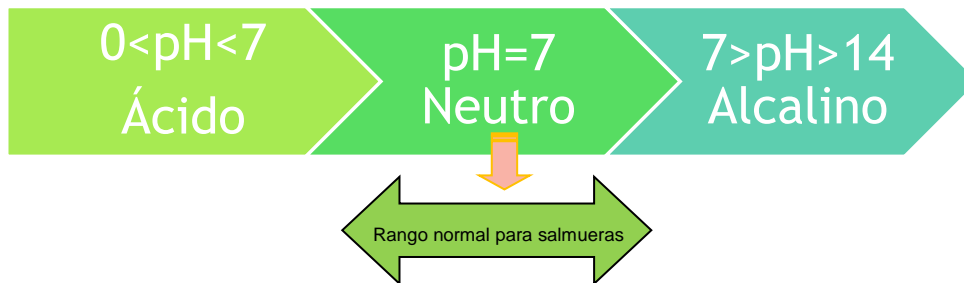 0<pH<7
Ácido
pH=7
Neutro
7>pH>14
Alcalino
Rango normal para salmueras